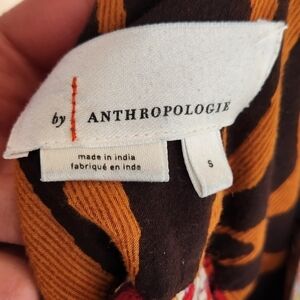 by ANTHROPOLOGIE
made in india
fabriqué en inde
S